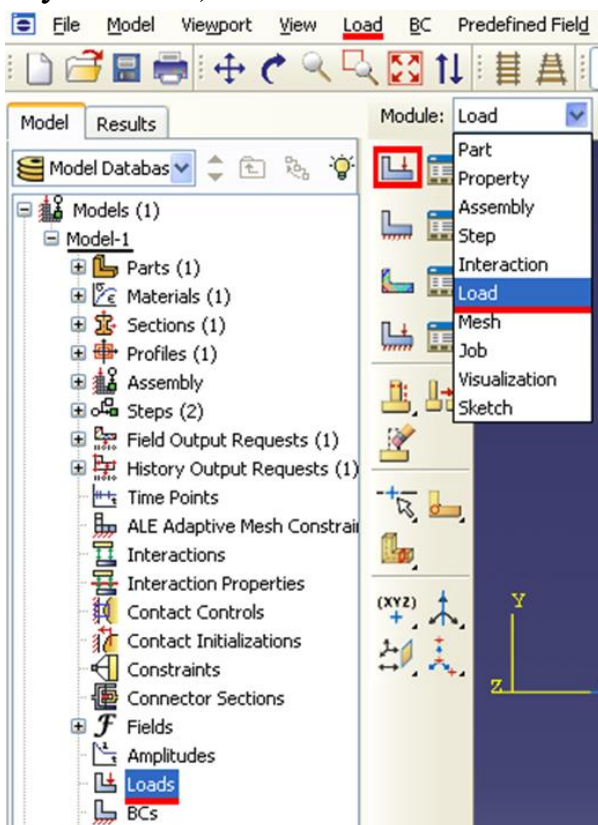 File Model Viewport View Load BC Predefined Field
Model Results
Module: Load
Model Databas
Part
Property
Assembly
Step
Interaction
Load
Mesh
Job
Visualization
Sketch
Models (1)
Model-1
Parts (1)
Materials (1)
Sections (1)
Profiles (1)
Assembly
Steps (2)
Field Output Requests (1)
History Output Requests (1)
Time Points
ALE Adaptive Mesh Constrai
Interactions
Interaction Properties
Contact Controls
Contact Initializations
Constraints
Connector Sections
Fields
Amplitudes
Loads
BCs
(XYZ)
Y
Z